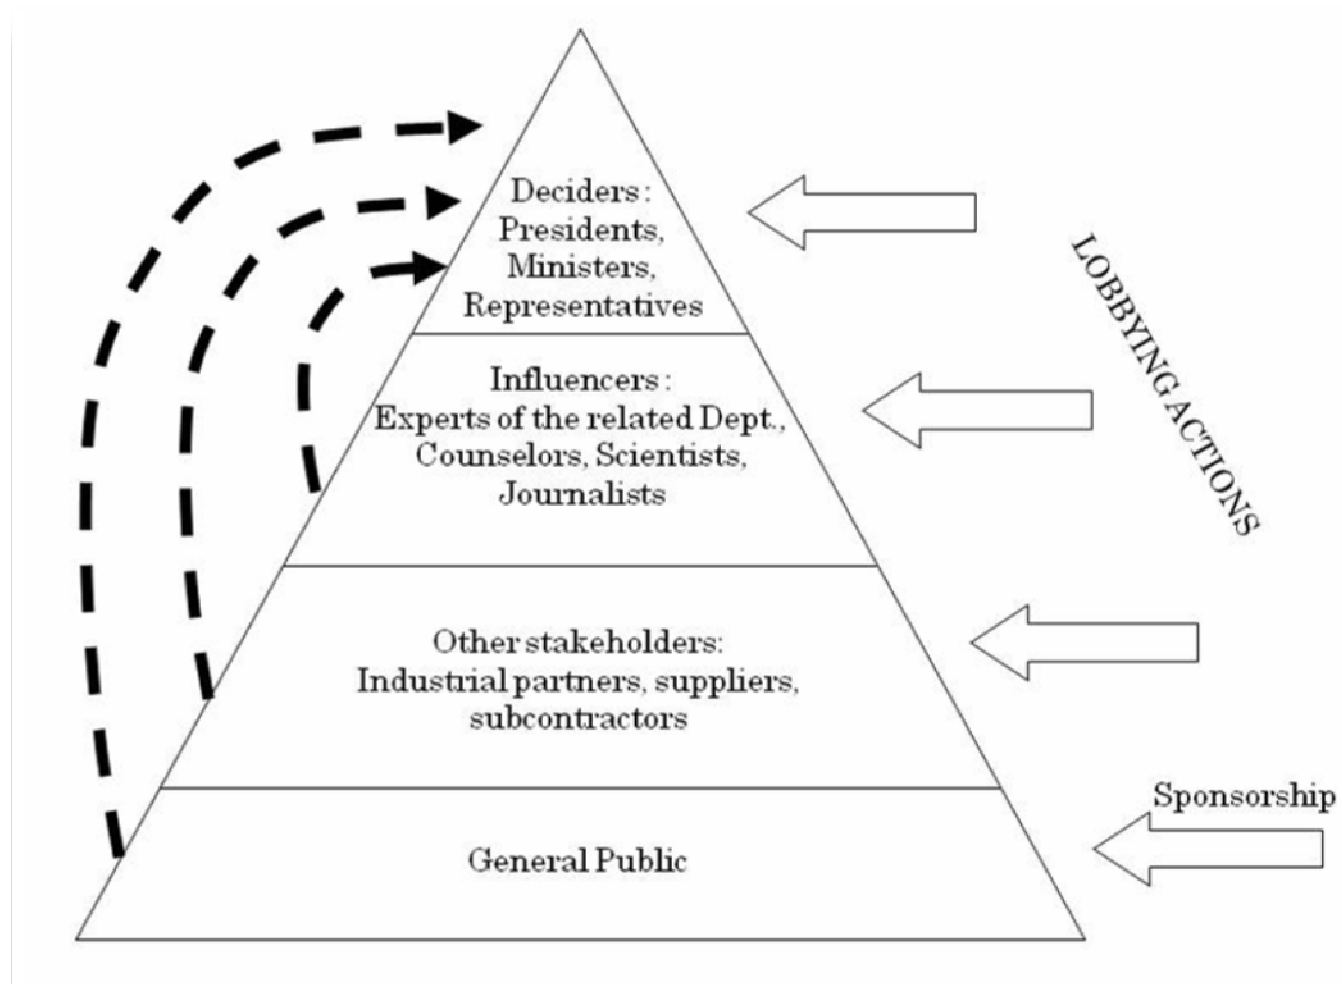 Deciders:
Presidents,
Ministers,
Representatives
Influencers:
Experts of the related Dept.,
Counselors, Scientists,
Journalists
Other stakeholders:
Industrial partners, suppliers,
subcontractors
General Public
LOBBYING ACTIONS
Sponsorship